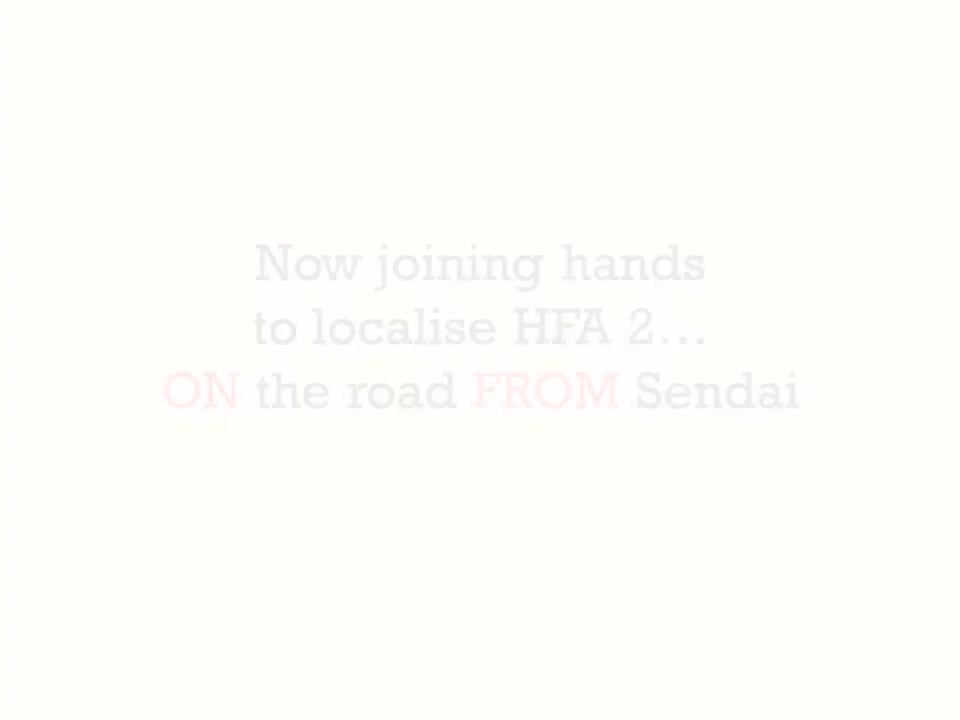 Now joining hands
to localise HFA 2...
ON the road FROM Sendai